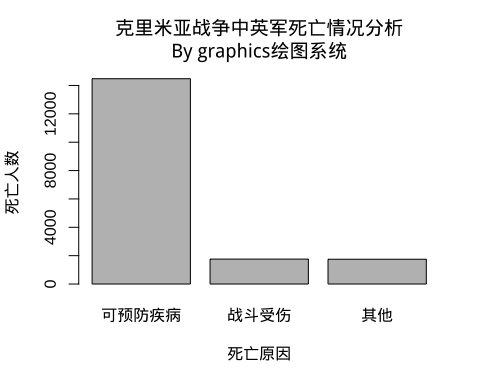 克里米亚战争中英军死亡情况分析
By graphics绘图系统
死亡人数
12000
8000
4000
0
可预防疾病 战斗受伤 其他
死亡原因